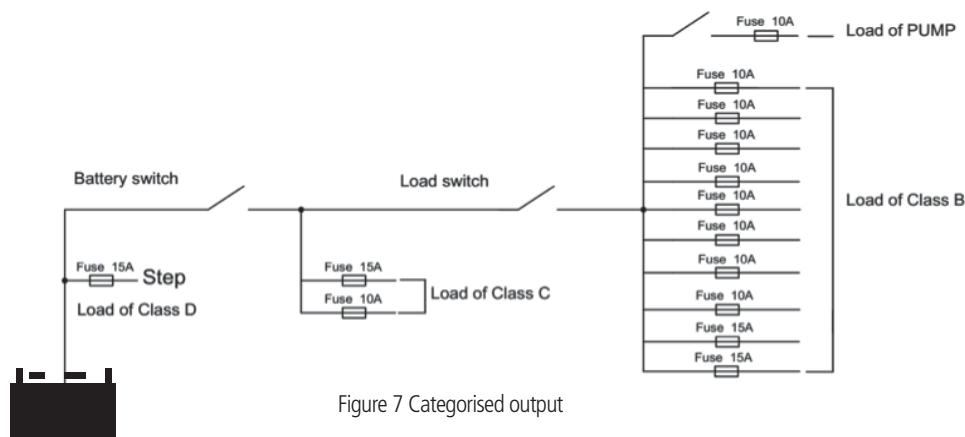 Fuse 10A
Load of PUMP
Fuse 10A
Fuse 10A
Fuse 10A
Fuse 10A
Fuse 10A
Fuse 10A
Fuse 10A
Fuse 10A
Fuse 15A
Fuse 15A
Load of Class B
Battery switch
Load switch
Fuse 15A
Step
Load of Class D
Fuse 15A
Fuse 10A
Load of Class C
Figure 7 Categorised output